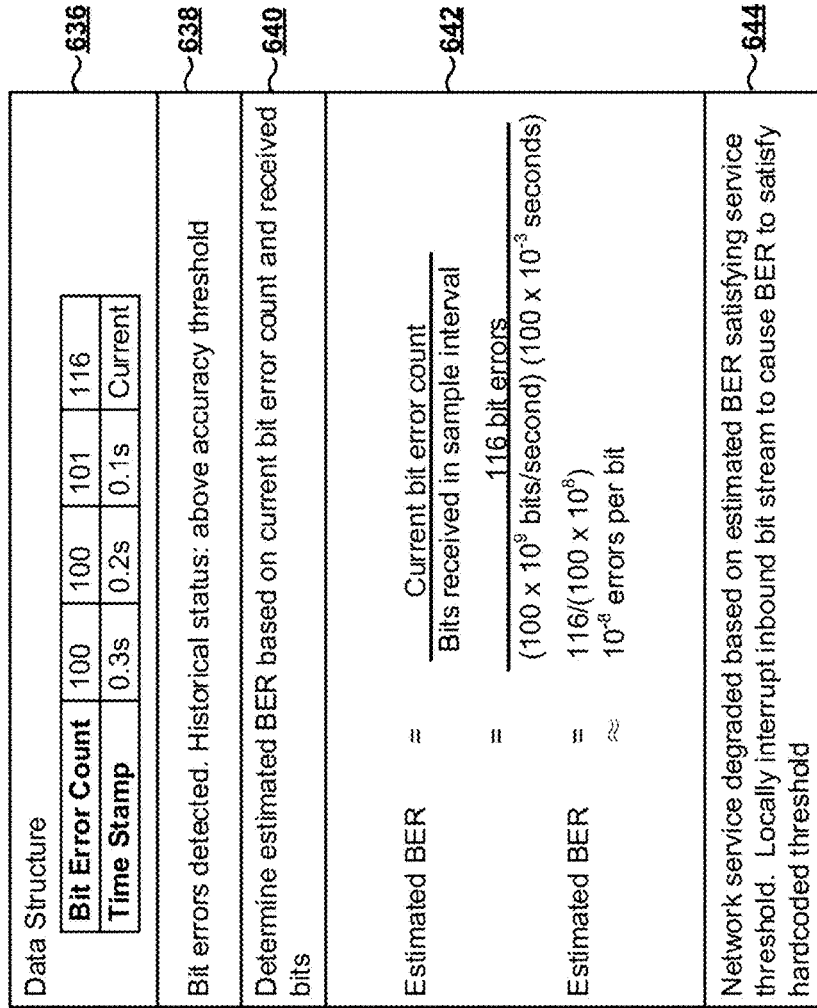 Data Structure
Bit Error Count 100 100 101 116
Time Stamp 0.3s 0.2s 0.1s Current
~636
Bit errors detected. Historical status: above accuracy threshold
~638
Determine estimated BER based on current bit error count and received
bits
~640
Estimated BER = Current bit error count
Bits received in sample interval
= 116 bit errors
(100 x 10⁹ bits/second) (100 x 10⁻³ seconds)
Estimated BER = 116/(100 x 10⁸)
≈ 10⁻⁸ errors per bit
~642
Network service degraded based on estimated BER satisfying service
threshold. Locally interrupt inbound bit stream to cause BER to satisfy
hardcoded threshold
~644